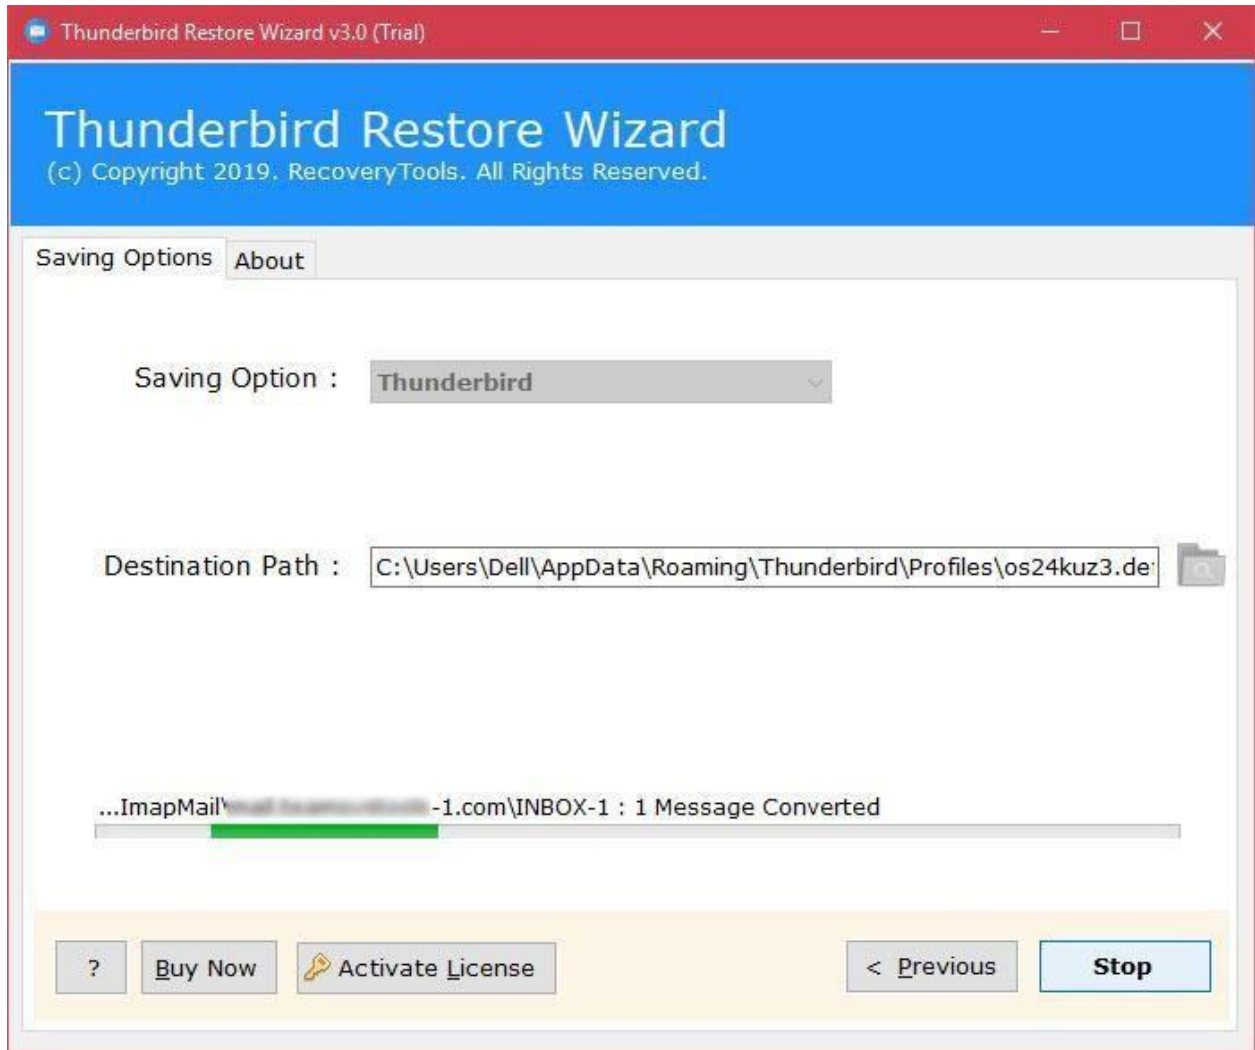 Thunderbird Restore Wizard v3.0 (Trial)
Thunderbird Restore Wizard
(c) Copyright 2019. RecoveryTools. All Rights Reserved.
Saving Options About
Saving Option : Thunderbird
Destination Path : C:\Users\Dell\AppData\Roaming\Thunderbird\Profiles\os24kuz3.de
...ImapMail\ -1.com\INBOX-1 : 1 Message Converted
? Buy Now Activate License < Previous Stop